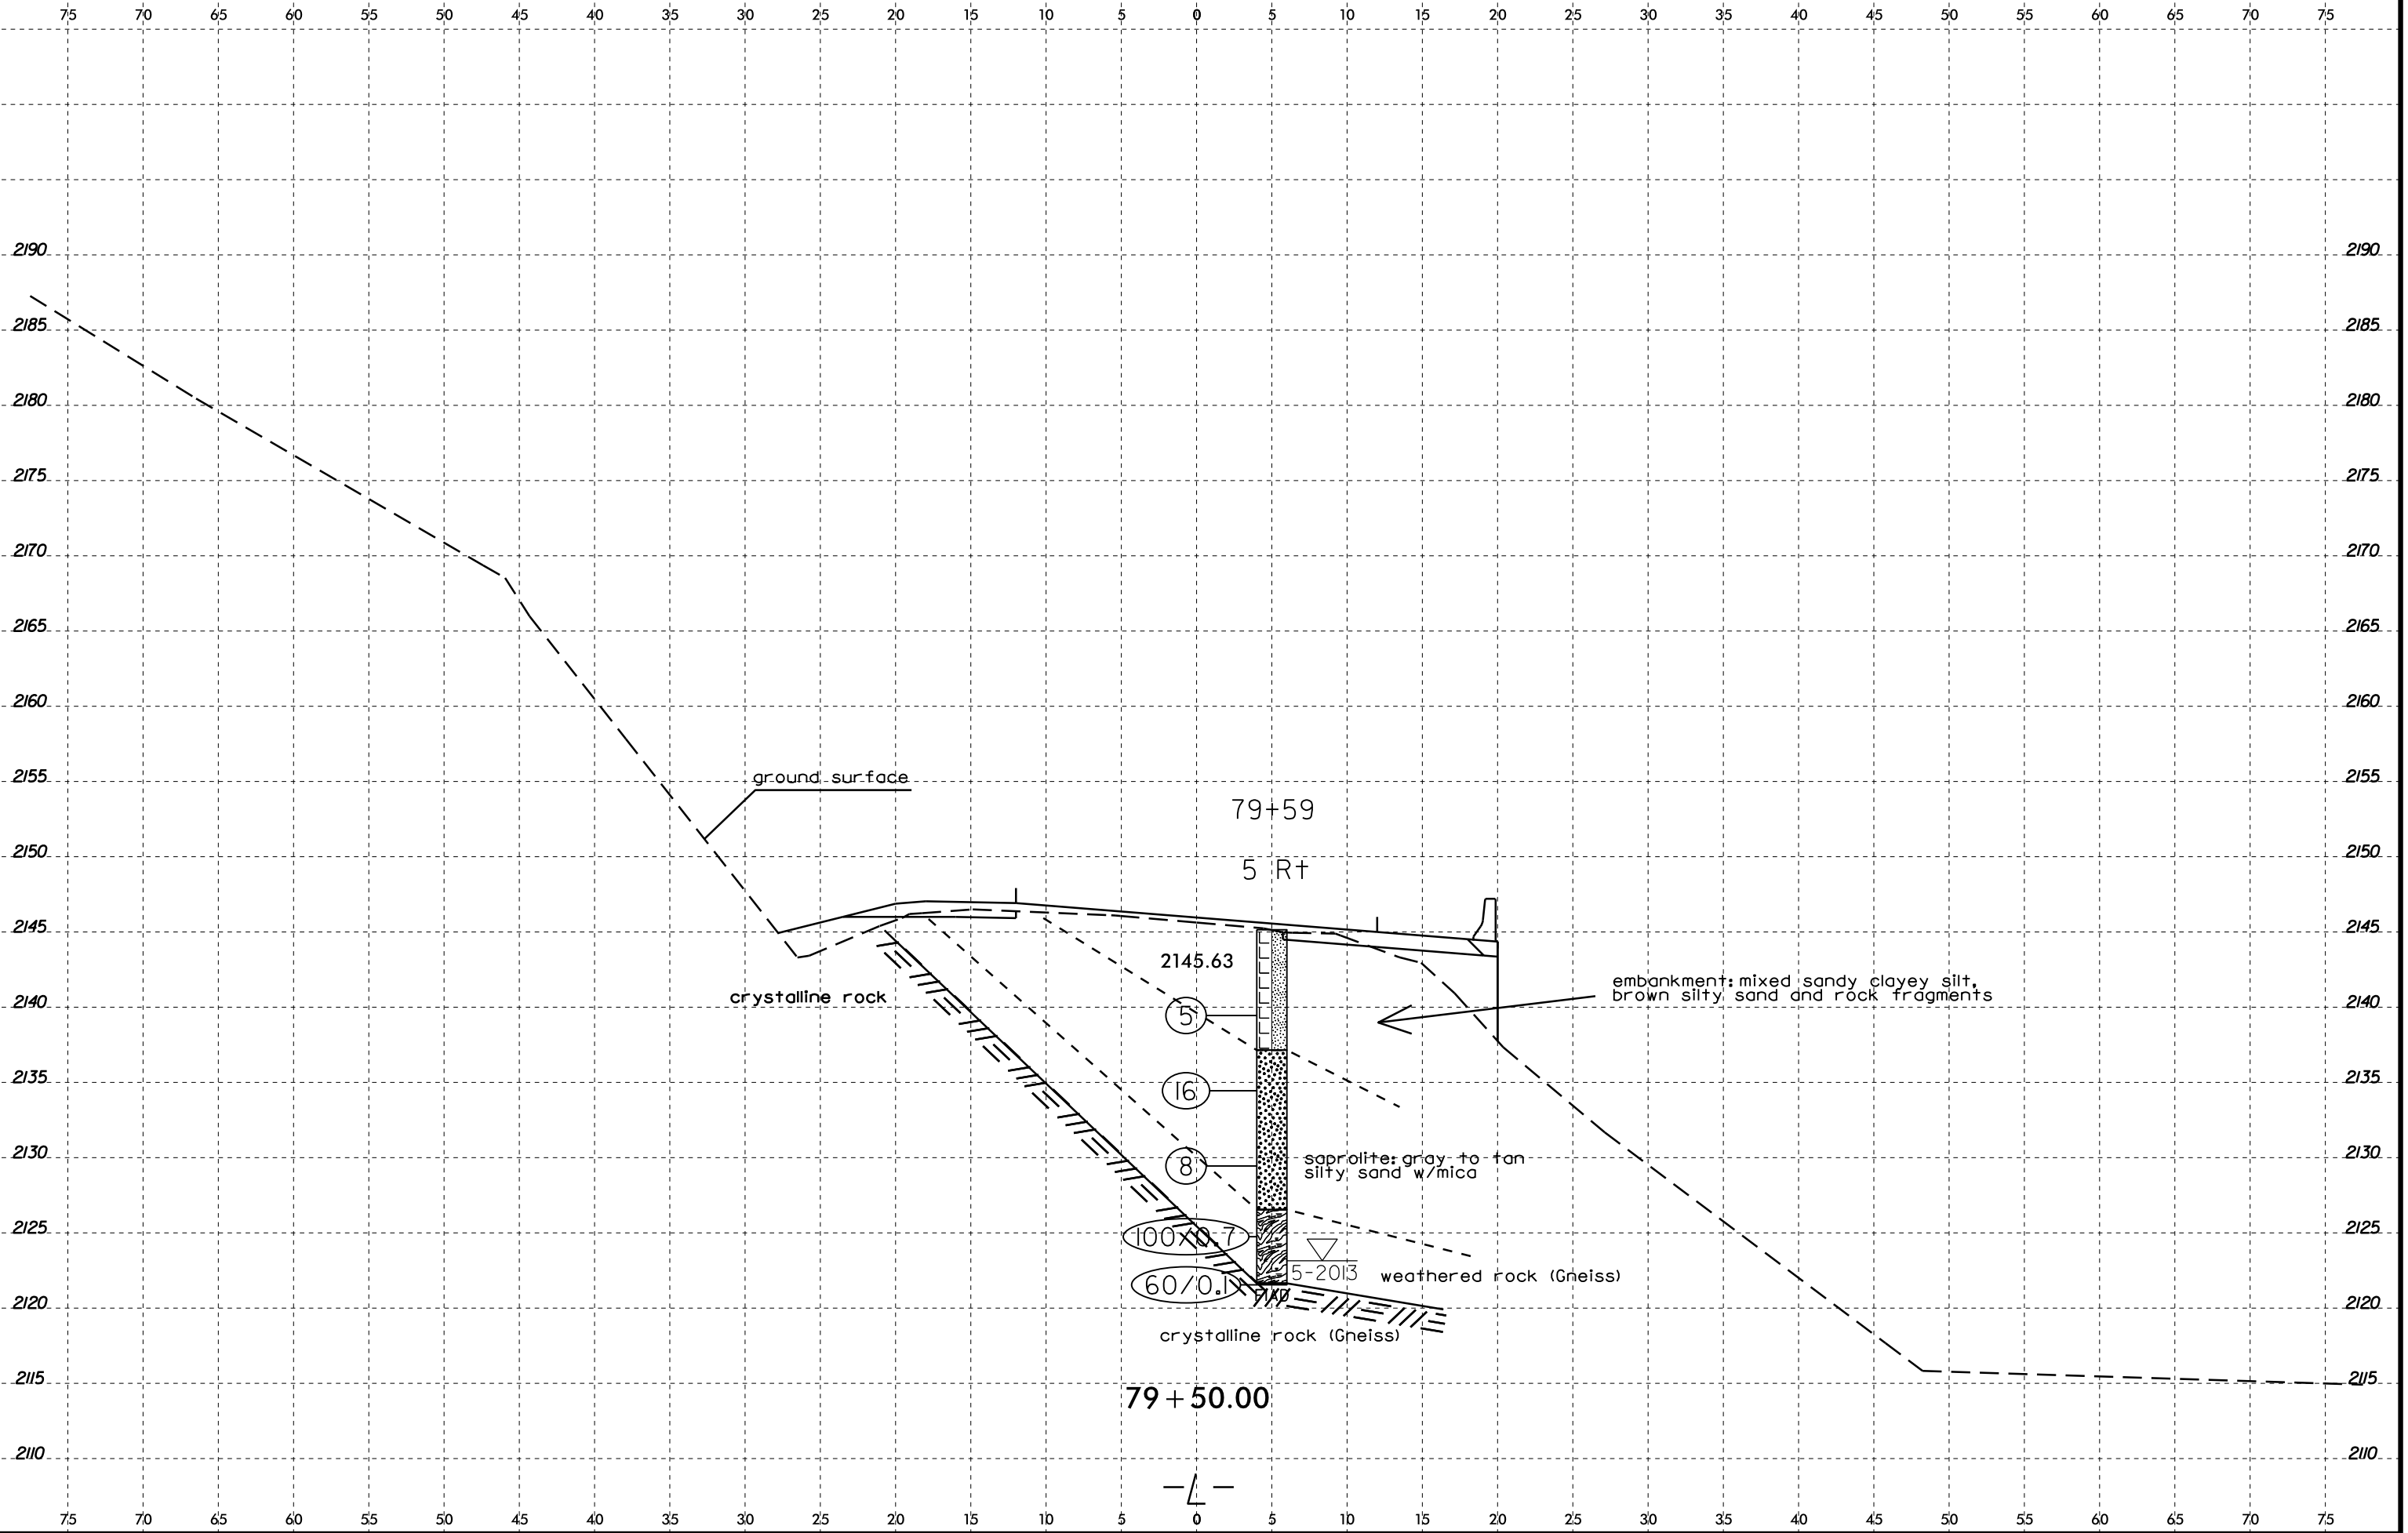 75 70 65 60 55 50 45 40 35 30 25 20 15 10 5 0 5 10 15 20 25 30 35 40 45 50 55 60 65 70 75
2190 2190
2185 2185
2180 2180
2175 2175
2170 2170
2165 2165
2160 2160
2155 2155
ground surface
79+59
2150 2150
5 Rt
2145 2145
2145.63
crystalline rock
embankment: mixed sandy clayey silt,
brown silty sand and rock fragments
2140 2140
5
2135 2135
16
2130 2130
8
saprolite: gray to tan
silty sand w/mica
2125 2125
100/0.7
5-2013
weathered rock (Gneiss)
60/0.1
FIAD
2120 2120
crystalline rock (Gneiss)
2115 2115
79+50.00
2110 2110
-L-
75 70 65 60 55 50 45 40 35 30 25 20 15 10 5 0 5 10 15 20 25 30 35 40 45 50 55 60 65 70 75